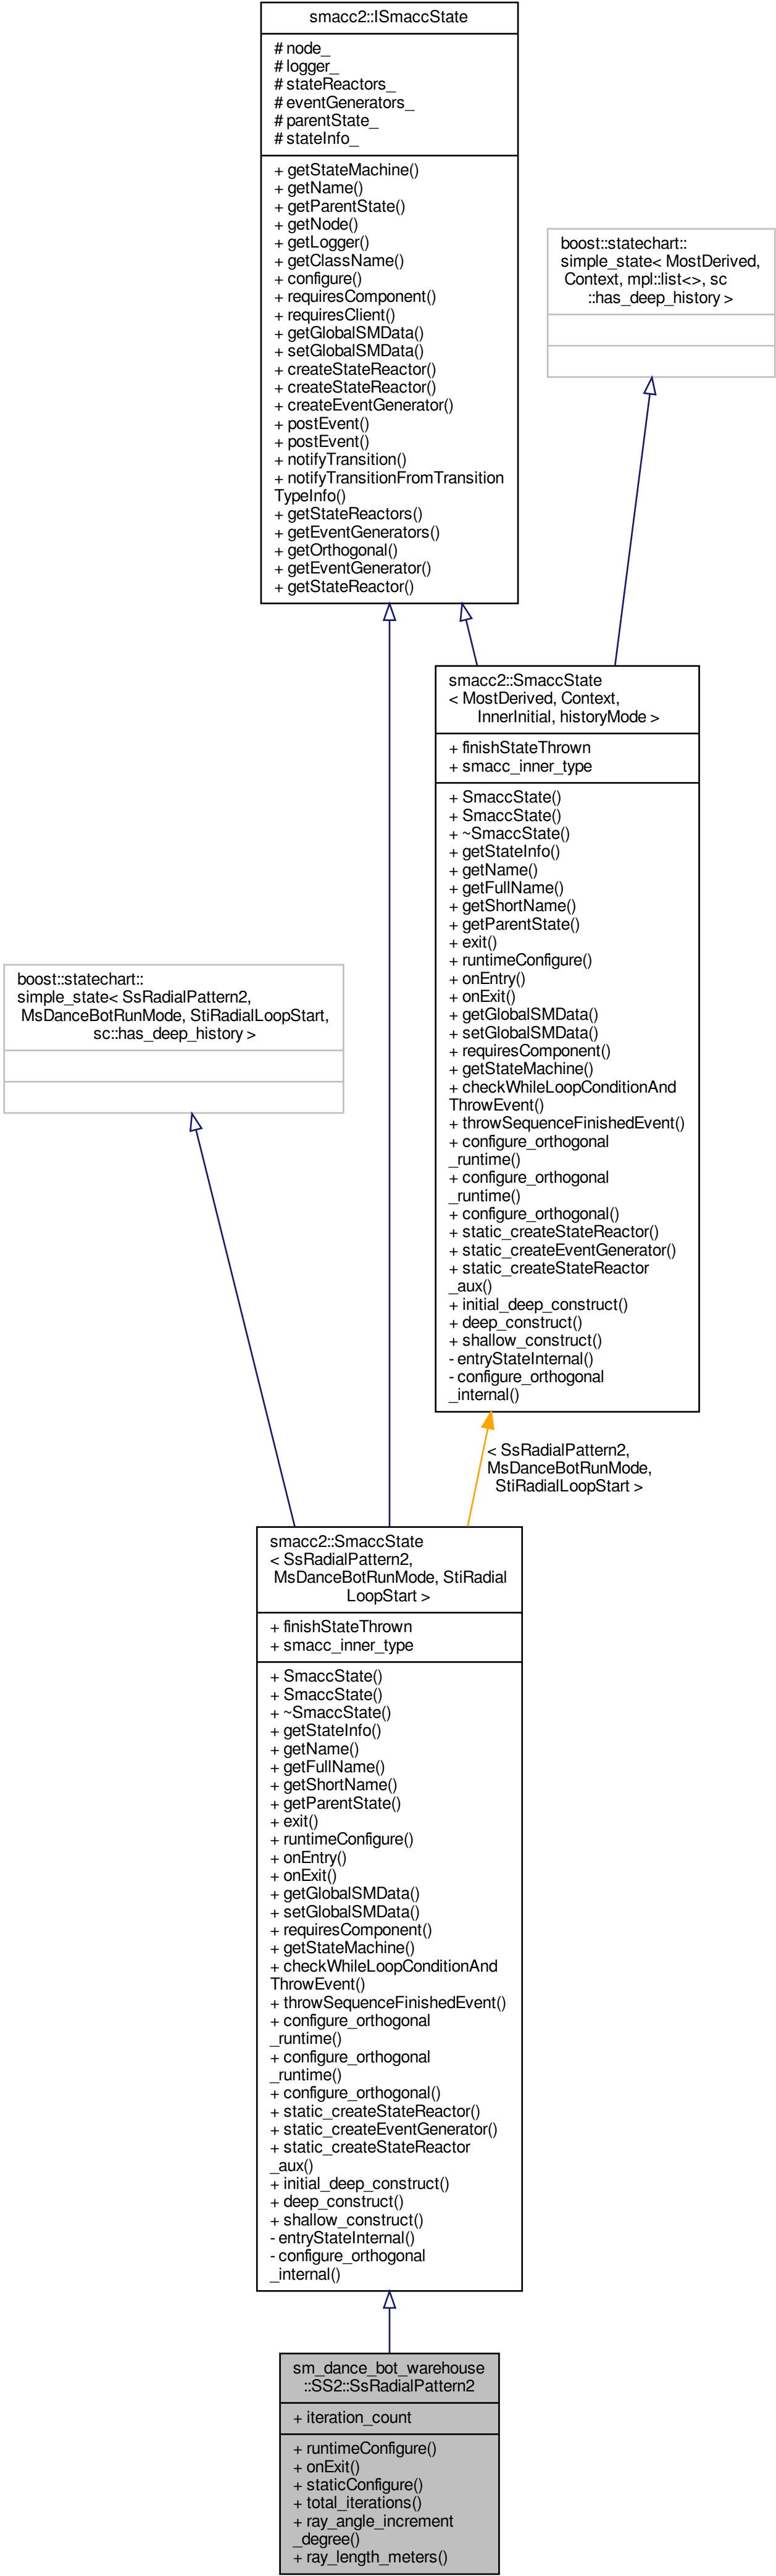 smacc2::ISmaccState
# node_
# logger_
# stateReactors_
# eventGenerators_
# parentState_
# stateInfo_
+ getStateMachine()
+ getName()
+ getParentState()
+ getNode()
+ getLogger()
+ getClassName()
+ configure()
+ requiresComponent()
+ requiresClient()
+ getGlobalSMData()
+ setGlobalSMData()
+ createStateReactor()
+ createStateReactor()
+ createEventGenerator()
+ postEvent()
+ postEvent()
+ notifyTransition()
+ notifyTransitionFromTransition
TypeInfo()
+ getStateReactors()
+ getEventGenerators()
+ getOrthogonal()
+ getEventGenerator()
+ getStateReactor()
boost::statechart::
simple_state< MostDerived,
Context, mpl::list<>, sc
::has_deep_history >
smacc2::SmaccState
< MostDerived, Context,
InnerInitial, historyMode >
+ finishStateThrown
+ smacc_inner_type
+ SmaccState()
+ SmaccState()
+ ~SmaccState()
+ getStateInfo()
+ getName()
+ getFullName()
+ getShortName()
+ getParentState()
+ exit()
+ runtimeConfigure()
+ onEntry()
+ onExit()
+ getGlobalSMData()
+ setGlobalSMData()
+ requiresComponent()
+ getStateMachine()
+ checkWhileLoopConditionAnd
ThrowEvent()
+ throwSequenceFinishedEvent()
+ configure_orthogonal
_runtime()
+ configure_orthogonal
_runtime()
+ configure_orthogonal()
+ static_createStateReactor()
+ static_createEventGenerator()
+ static_createStateReactor
_aux()
+ initial_deep_construct()
+ deep_construct()
+ shallow_construct()
- entryStateInternal()
- configure_orthogonal
_internal()
boost::statechart::
simple_state< SsRadialPattern2,
MsDanceBotRunMode, StiRadialLoopStart,
sc::has_deep_history >
< SsRadialPattern2,
MsDanceBotRunMode,
StiRadialLoopStart >
smacc2::SmaccState
< SsRadialPattern2,
MsDanceBotRunMode, StiRadial
LoopStart >
+ finishStateThrown
+ smacc_inner_type
+ SmaccState()
+ SmaccState()
+ ~SmaccState()
+ getStateInfo()
+ getName()
+ getFullName()
+ getShortName()
+ getParentState()
+ exit()
+ runtimeConfigure()
+ onEntry()
+ onExit()
+ getGlobalSMData()
+ setGlobalSMData()
+ requiresComponent()
+ getStateMachine()
+ checkWhileLoopConditionAnd
ThrowEvent()
+ throwSequenceFinishedEvent()
+ configure_orthogonal
_runtime()
+ configure_orthogonal
_runtime()
+ configure_orthogonal()
+ static_createStateReactor()
+ static_createEventGenerator()
+ static_createStateReactor
_aux()
+ initial_deep_construct()
+ deep_construct()
+ shallow_construct()
- entryStateInternal()
- configure_orthogonal
_internal()
sm_dance_bot_warehouse
::SS2::SsRadialPattern2
+ iteration_count
+ runtimeConfigure()
+ onExit()
+ staticConfigure()
+ total_iterations()
+ ray_angle_increment
_degree()
+ ray_length_meters()